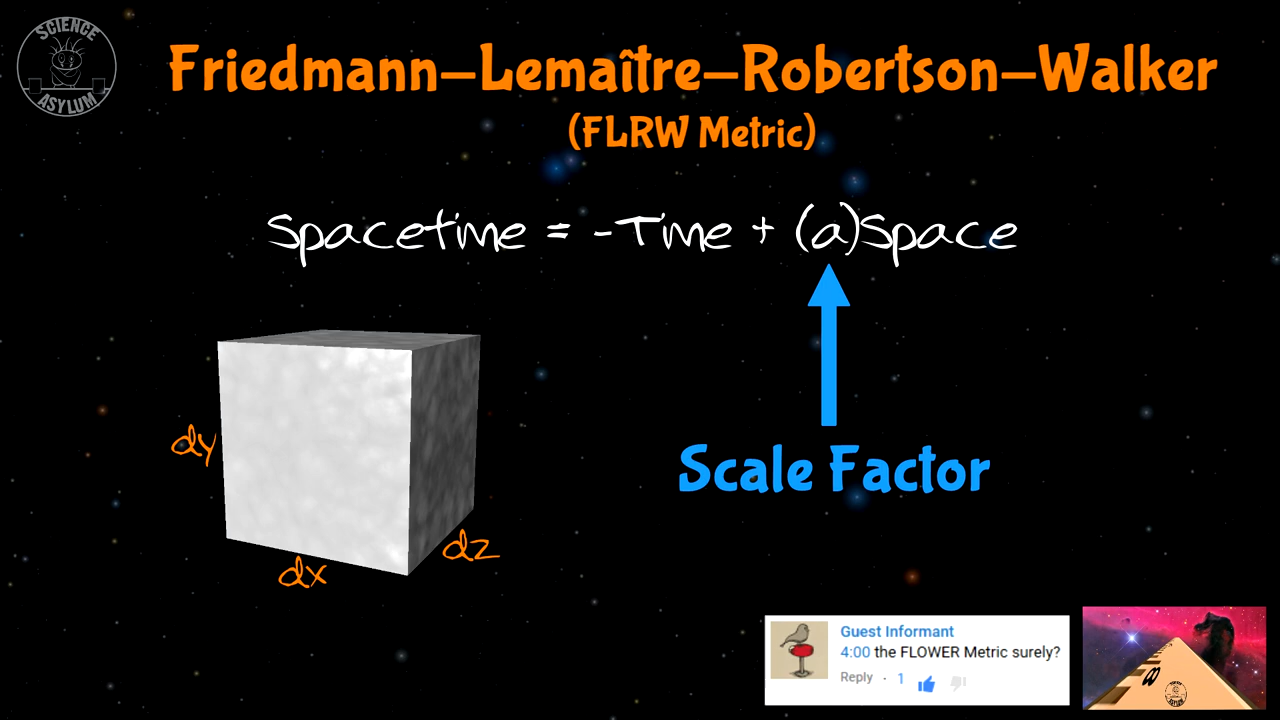 SCIENCE
ASYLUM
Friedmann–Lemaître–Robertson–Walker
(FLRW Metric)
Spacetime = -Time + (a)Space
Scale Factor
dy
dz
dx
Guest Informant
4:00 the FLOWER Metric surely?
Reply · 1